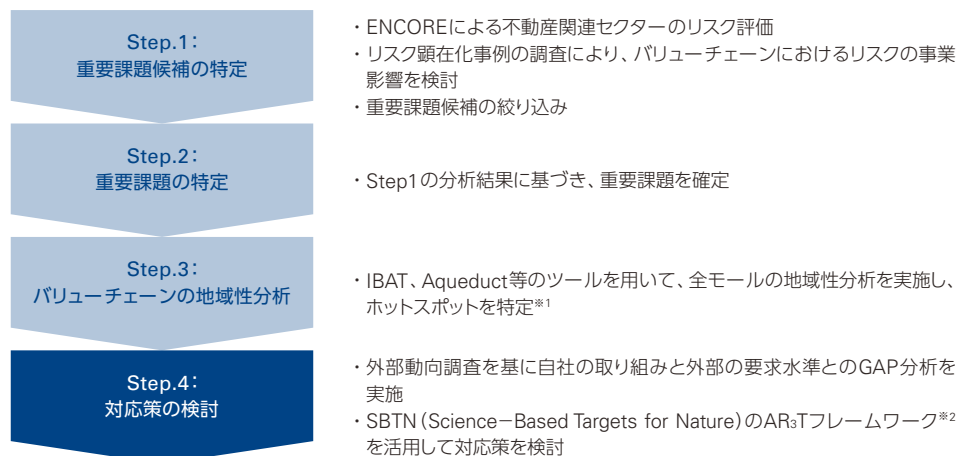 Step.1:
重要課題候補の特定
・ENCOREによる不動産関連セクターのリスク評価
・リスク顕在化事例の調査により、バリューチェーンにおけるリスクの事業
影響を検討
・重要課題候補の絞り込み
Step.2:
重要課題の特定
・Step1の分析結果に基づき、重要課題を確定
Step.3:
バリューチェーンの地域性分析
・IBAT、Aqueduct等のツールを用いて、全モールの地域性分析を実施し、
ホットスポットを特定※1
Step.4:
対応策の検討
・外部動向調査を基に自社の取り組みと外部の要求水準とのGAP分析を
実施
・SBTN(Science-Based Targets for Nature)のAR₃Tフレームワーク※2
を活用して対応策を検討